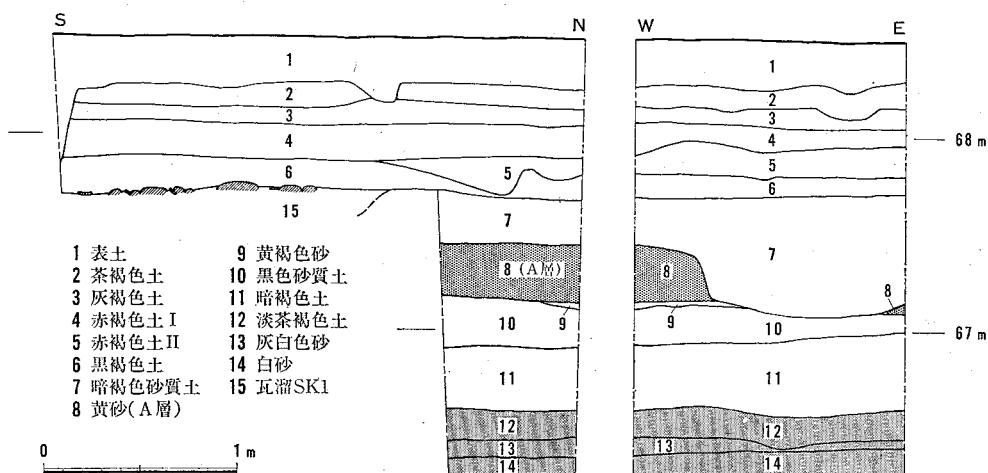 S N W E
1 1
2 2
3 3
4 4
68 m
5 5
6 6
15
7 7
8 (A層) 8 8
9 9
10 10
67 m
11 11
12 12
13 13
14 14
1 表土
2 茶褐色土
3 灰褐色土
4 赤褐色土I
5 赤褐色土II
6 黒褐色土
7 暗褐色砂質土
8 黄砂(A層)
9 黄褐色砂
10 黒色砂質土
11 暗褐色土
12 淡茶褐色土
13 灰白色砂
14 白砂
15 瓦溜SK1
0 1 m